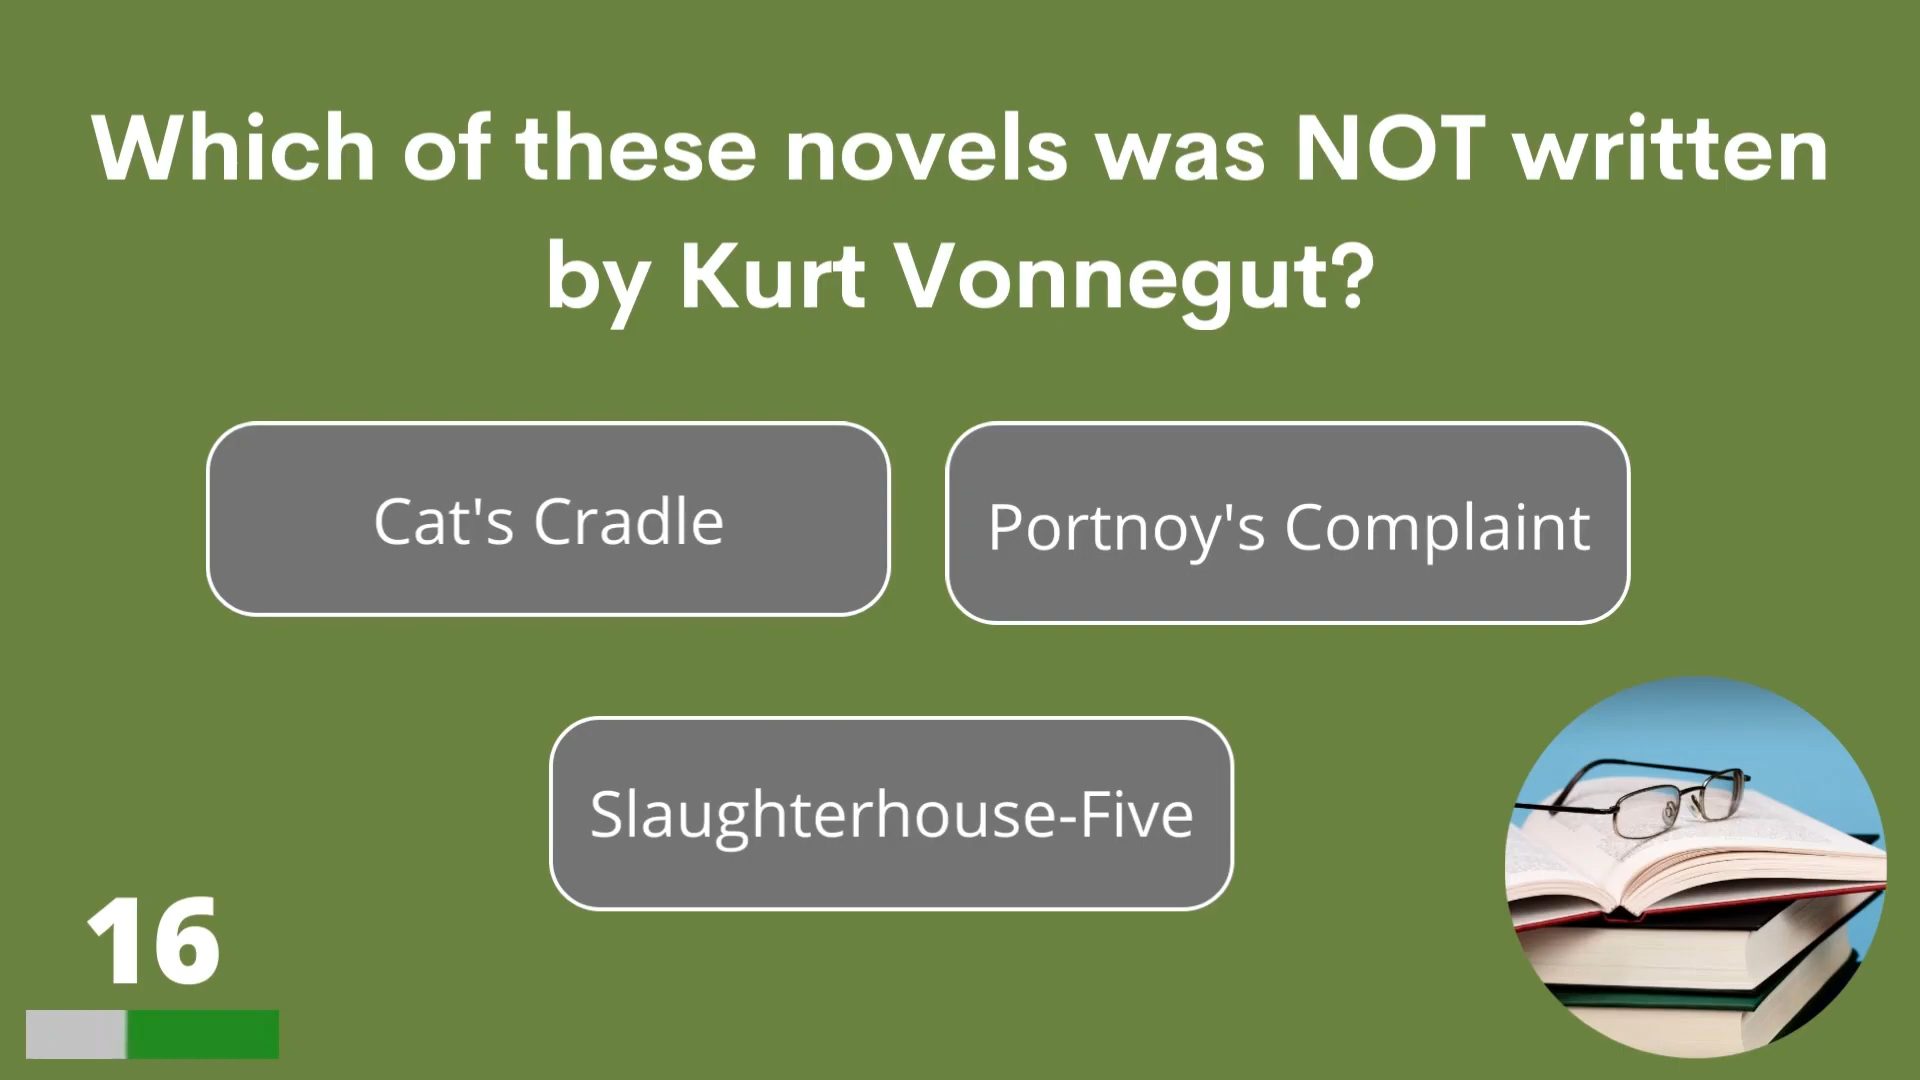 Which of these novels was NOT written
by Kurt Vonnegut?
Cat's Cradle
Portnoy's Complaint
Slaughterhouse-Five
16